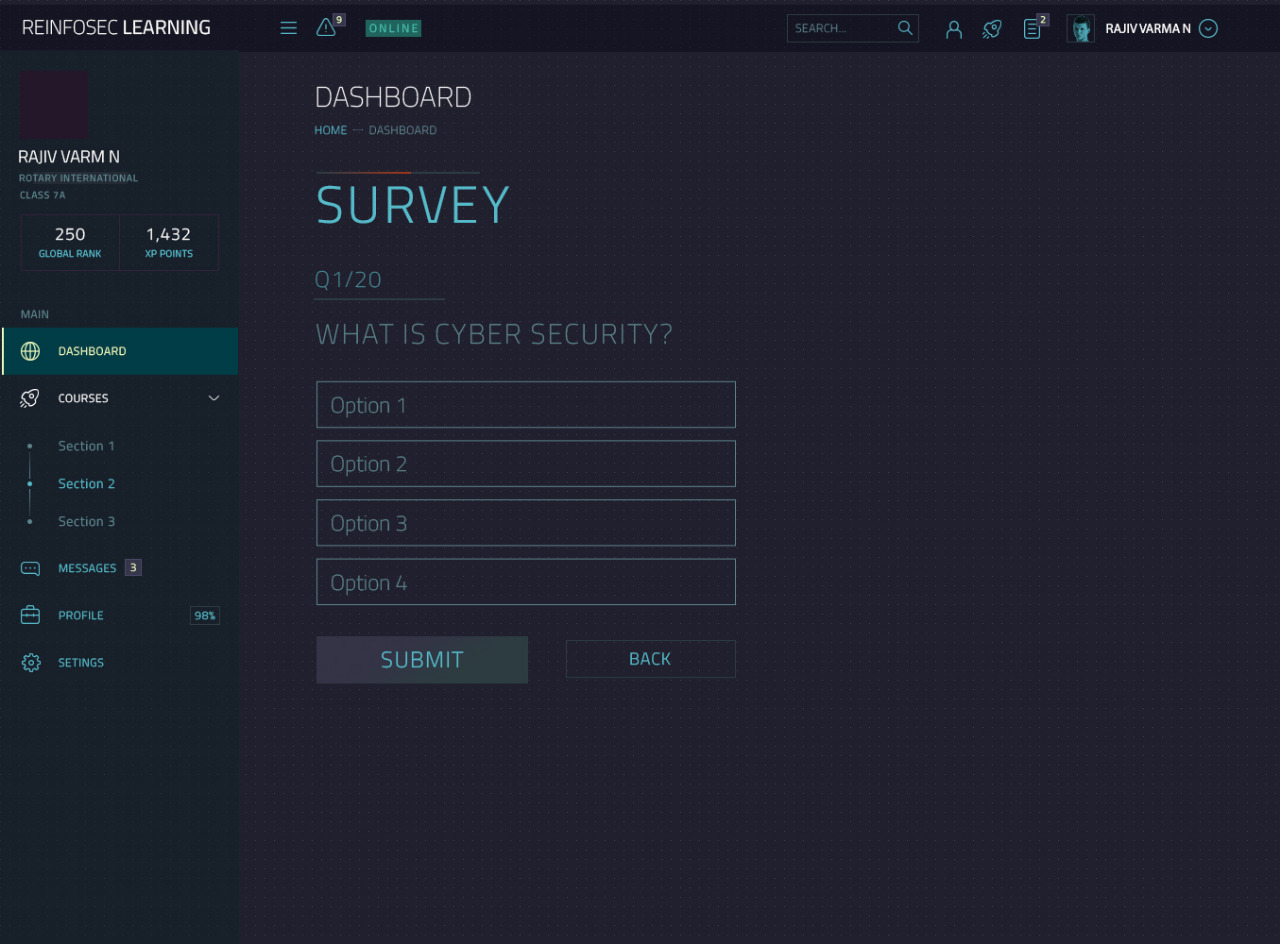 REINFOSEC LEARNING
9
ONLINE
SEARCH...
2
RAJIV VARMA N
RAJIV VARM N
ROTARY INTERNATIONAL
CLASS 7A
250
GLOBAL RANK
1,432
XP POINTS
MAIN
DASHBOARD
COURSES
Section 1
Section 2
Section 3
MESSAGES 3
PROFILE 98%
SETINGS
DASHBOARD
HOME ··· DASHBOARD
SURVEY
Q1/20
WHAT IS CYBER SECURITY?
Option 1
Option 2
Option 3
Option 4
SUBMIT
BACK